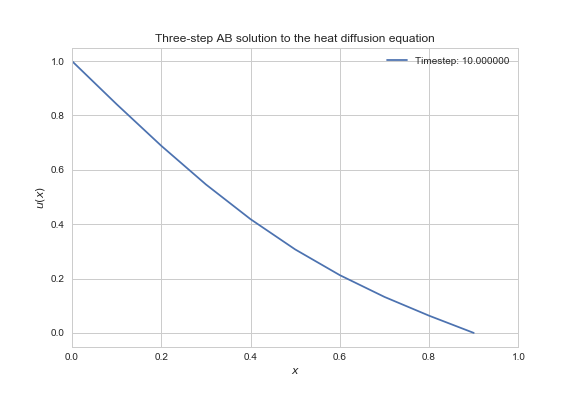 Three-step AB solution to the heat diffusion equation
Timestep: 10.000000
1.0
0.8
0.6
0.4
0.2
0.0
u(x)
0.0 0.2 0.4 0.6 0.8 1.0
x